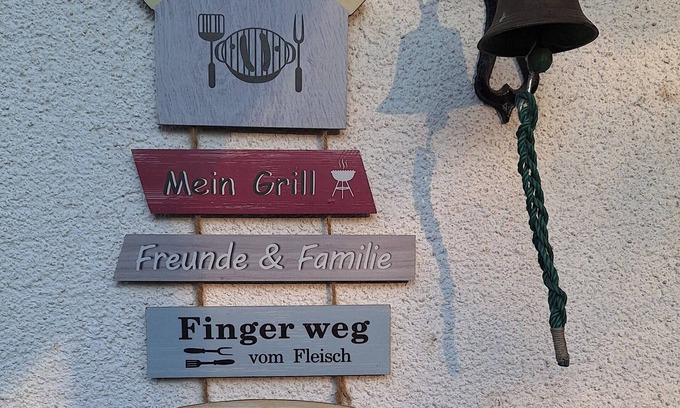 Mein Grill
Freunde & Familie
Finger weg
vom Fleisch